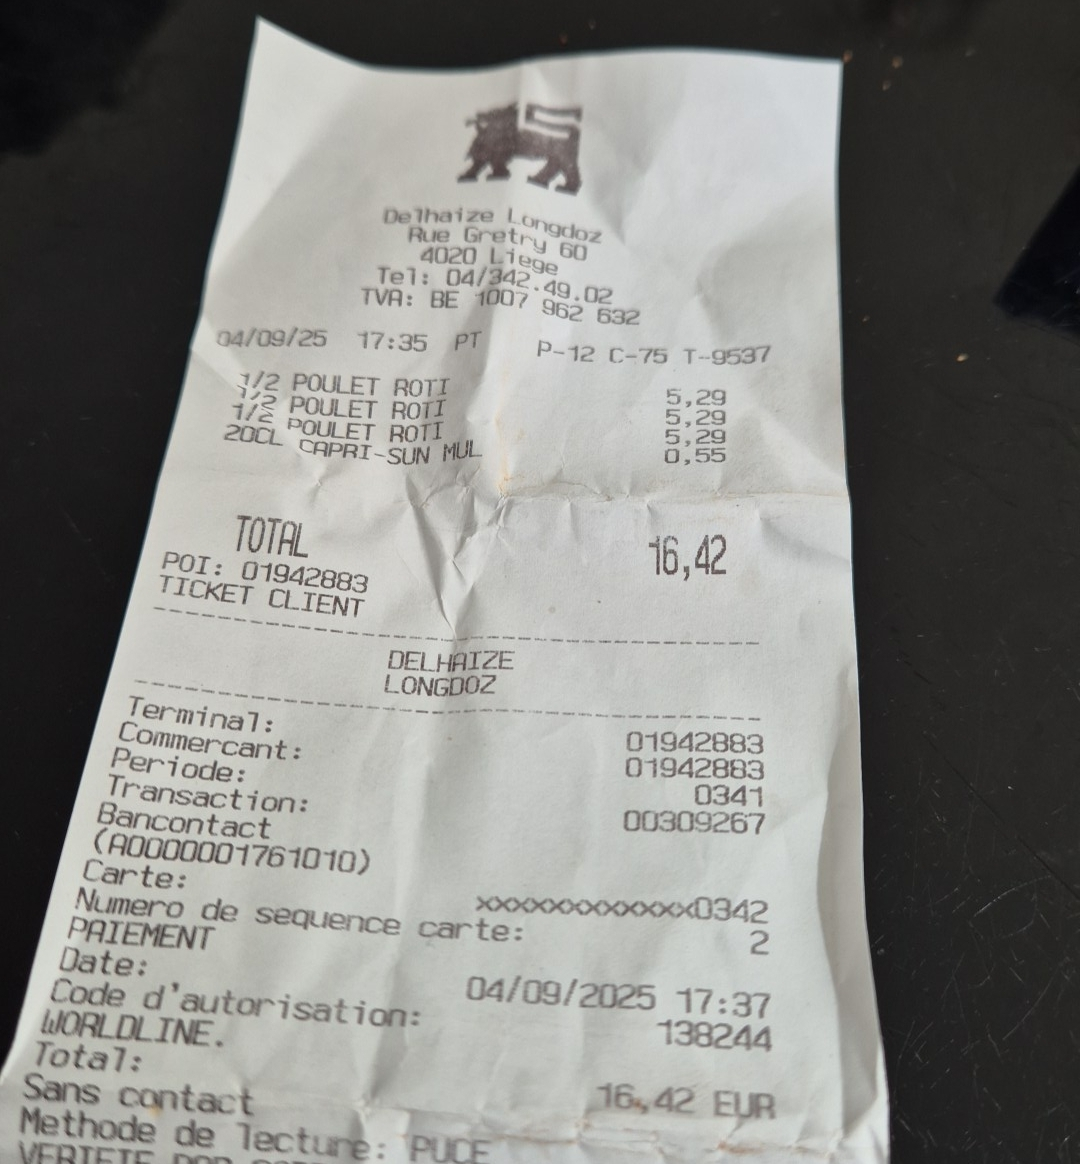 Delhaize Longdoz
Rue Gretry 60
4020 Liege
Tel: 04/342.49.02
TVA: BE 1007 962 632
04/09/25 17:35 PT P-12 C-75 T-9537
1/2 POULET ROTI 5,29
1/2 POULET ROTI 5,29
1/2 POULET ROTI 5,29
20CL CAPRI-SUN MUL 0,55
TOTAL 16,42
POI: 01942883
TICKET CLIENT
DELHAIZE
LONGDOZ
Terminal: 01942883
Commercant: 01942883
Periode: 0341
Transaction: 00309267
Bancontact
(A0000001761010)
Carte: xxxxxxxxxxxxx0342
Numero de sequence carte: 2
PAIEMENT
Date: 04/09/2025 17:37
Code d'autorisation: 138244
WORLDLINE.
Total: 16,42 EUR
Sans contact
Methode de lecture: PUCE